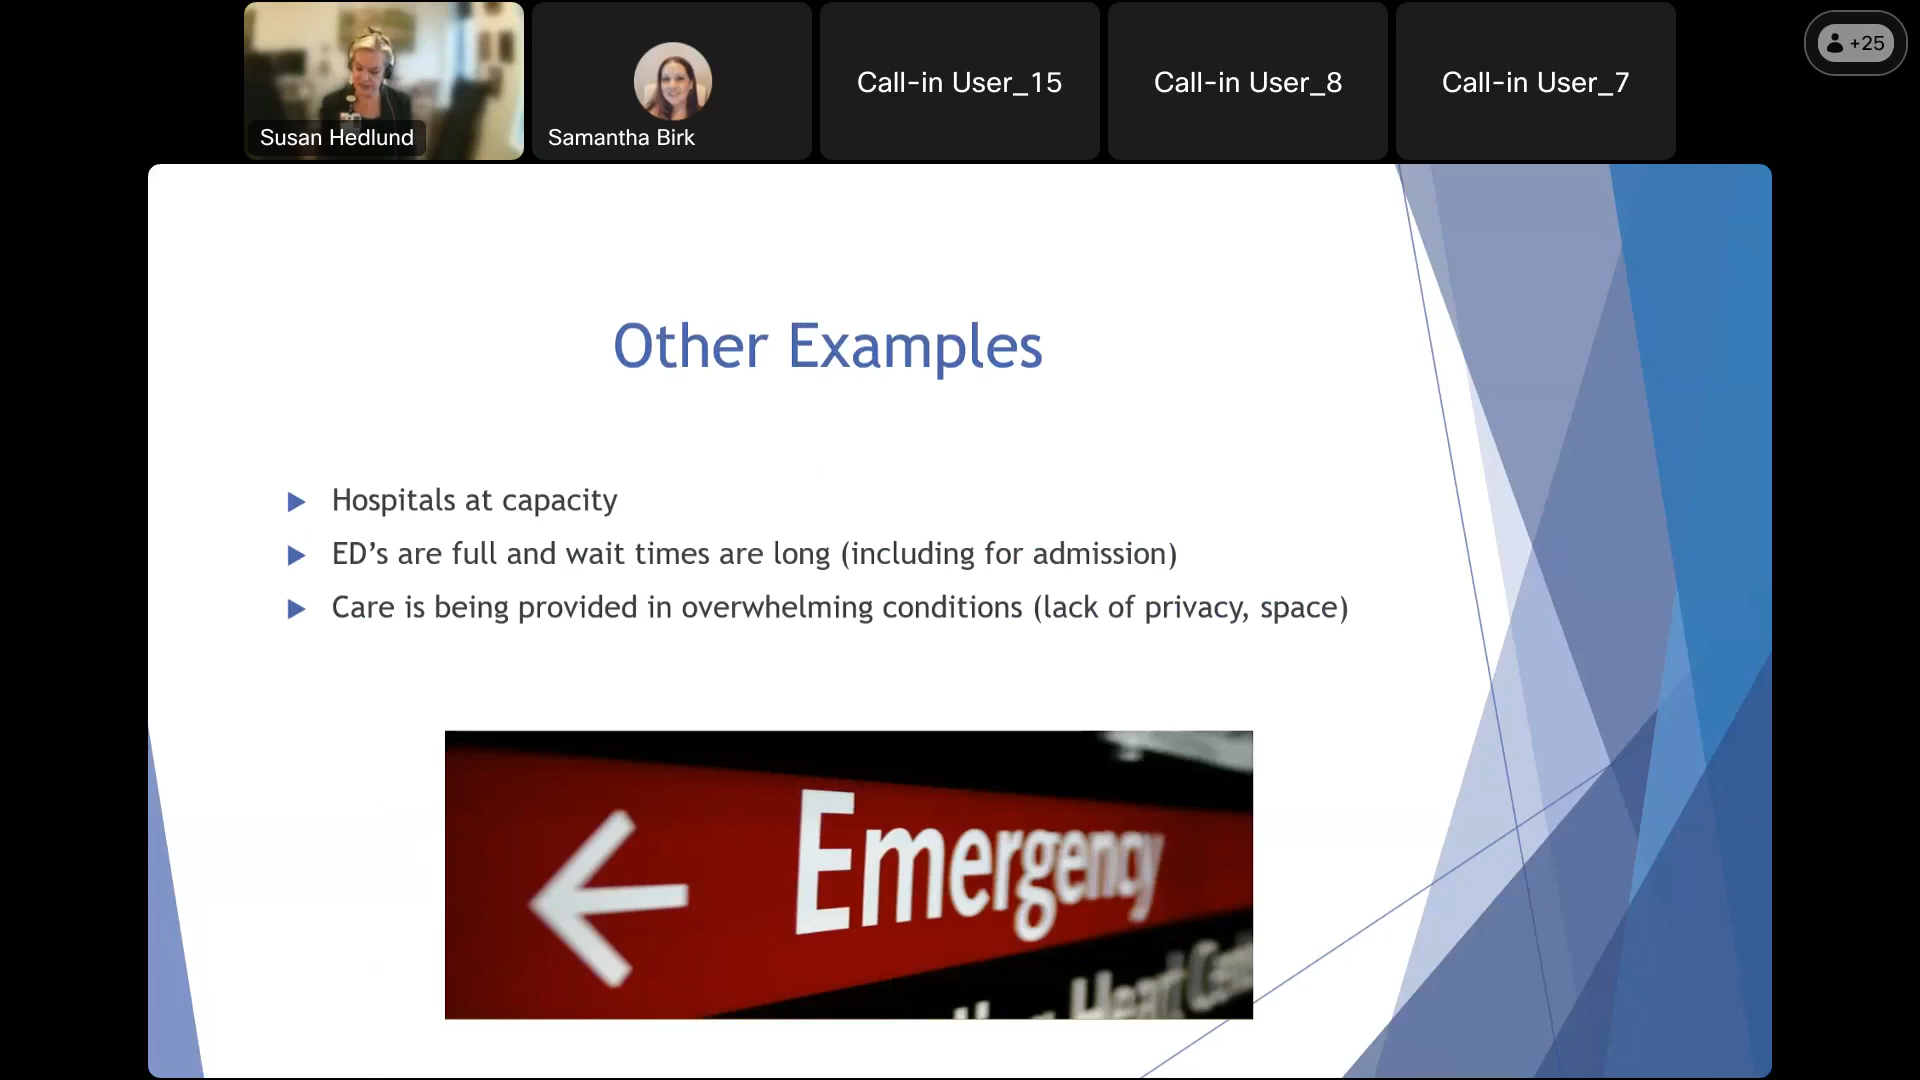 Susan Hedlund
Samantha Birk
Call-in User_15
Call-in User_8
Call-in User_7
+25
Other Examples
Hospitals at capacity
ED’s are full and wait times are long (including for admission)
Care is being provided in overwhelming conditions (lack of privacy, space)
Emergency
Heart